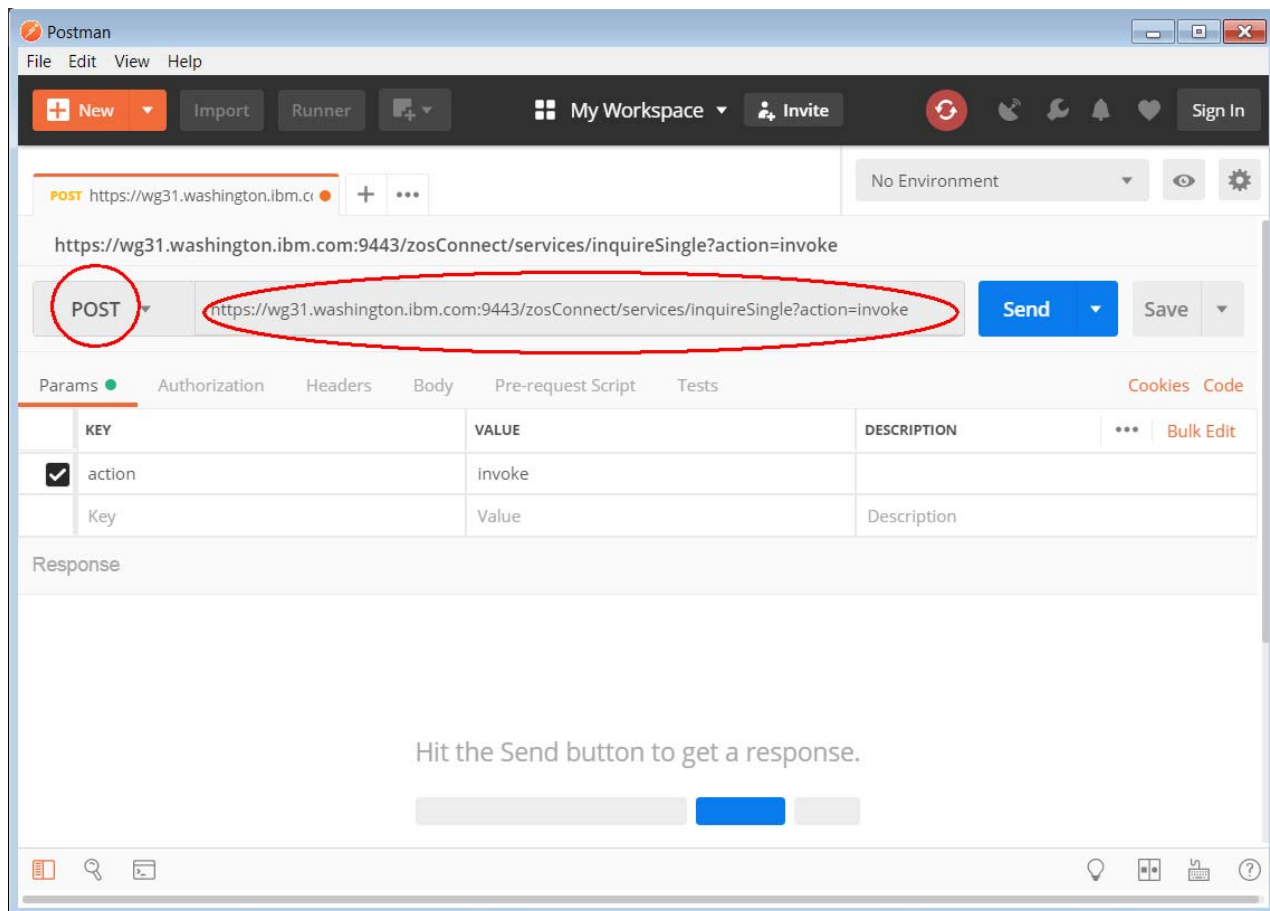 Postman
File Edit View Help
New Import Runner My Workspace Invite Sign In
POST https://wg31.washington.ibm.co
No Environment
https://wg31.washington.ibm.com:9443/zosConnect/services/inquireSingle?action=invoke
POST https://wg31.washington.ibm.com:9443/zosConnect/services/inquireSingle?action=invoke Send Save
Params Authorization Headers Body Pre-request Script Tests Cookies Code
KEY VALUE DESCRIPTION Bulk Edit
action invoke
Key Value Description
Response
Hit the Send button to get a response.